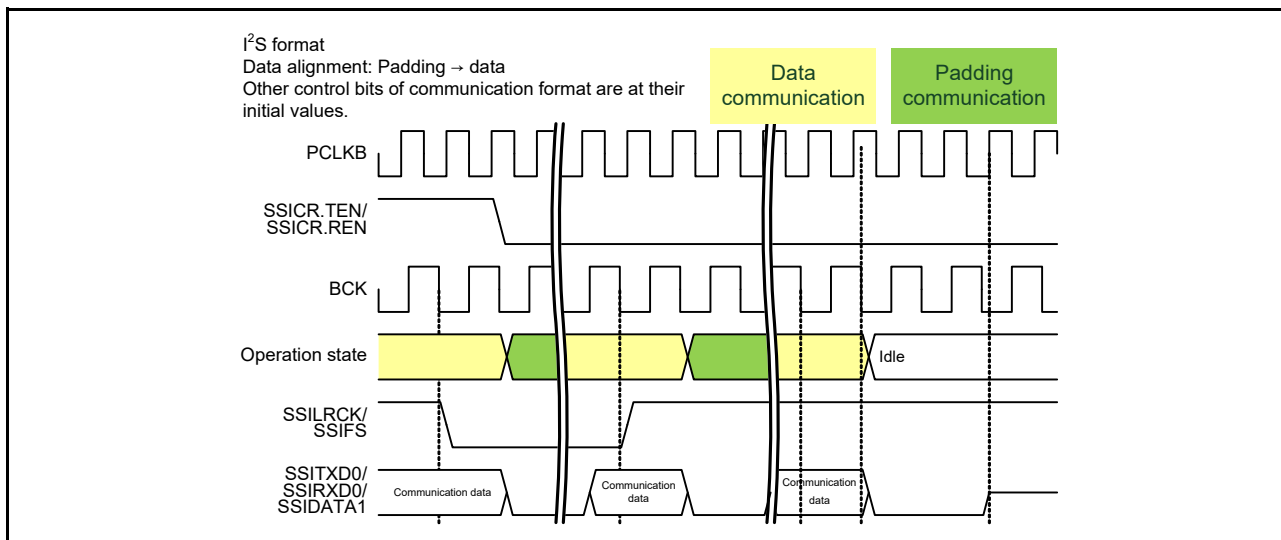 I²S format
Data alignment: Padding → data
Other control bits of communication format are at their
initial values.
Data
communication
Padding
communication
PCLKB
SSICR.TEN/
SSICR.REN
BCK
Operation state
Idle
SSILRCK/
SSIFS
SSITXD0/
SSIRXD0/
SSIDATA1
Communication data
Communication
data
Communication
data